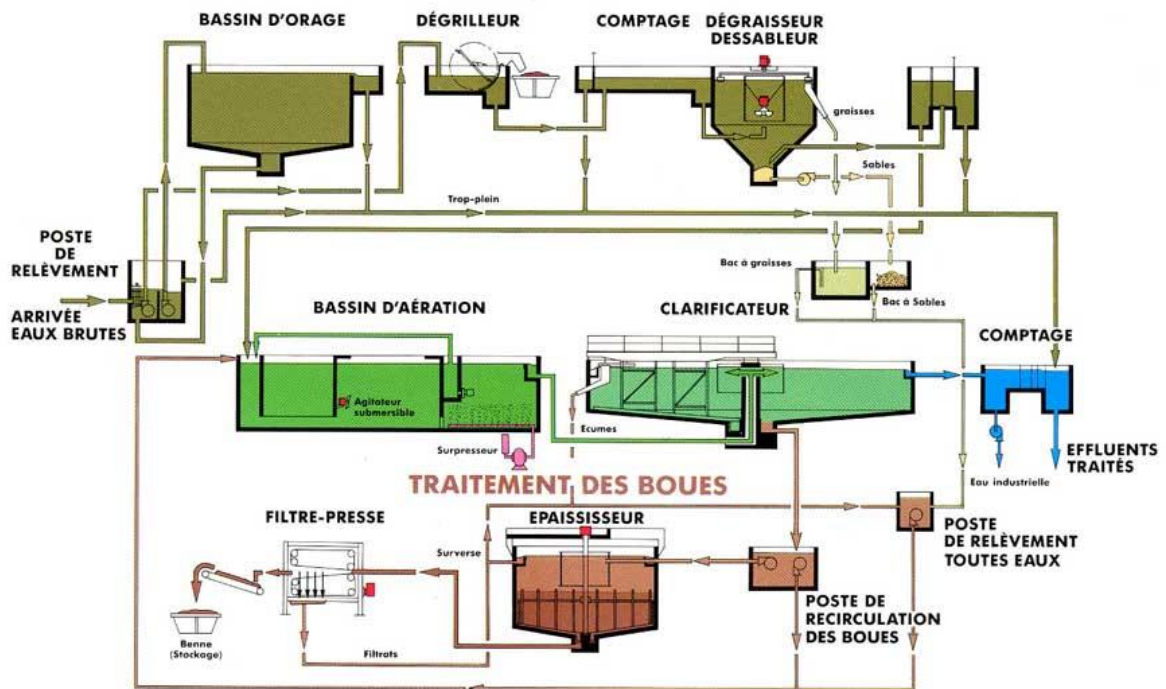 BASSIN D'ORAGE
DÉGRILLEUR
COMPTAGE
DÉGRAISSEUR
DESSABLEUR
graisses
Sables
Trop-plein
POSTE
DE
RELÈVEMENT
ARRIVÉE
EAUX BRUTES
Bac à graisses
Bac à Sables
BASSIN D'AÉRATION
CLARIFICATEUR
COMPTAGE
Agitateur
submersible
Ecumes
Surpresseur
EFFLUENTS
TRAITÉS
Eau industrielle
TRAITEMENT DES BOUES
FILTRE-PRESSE
EPAISSISSEUR
Surverse
POSTE
DE RELÈVEMENT
TOUTES EAUX
POSTE DE
RECIRCULATION
DES BOUES
Benne
(Stockage)
Filtrats